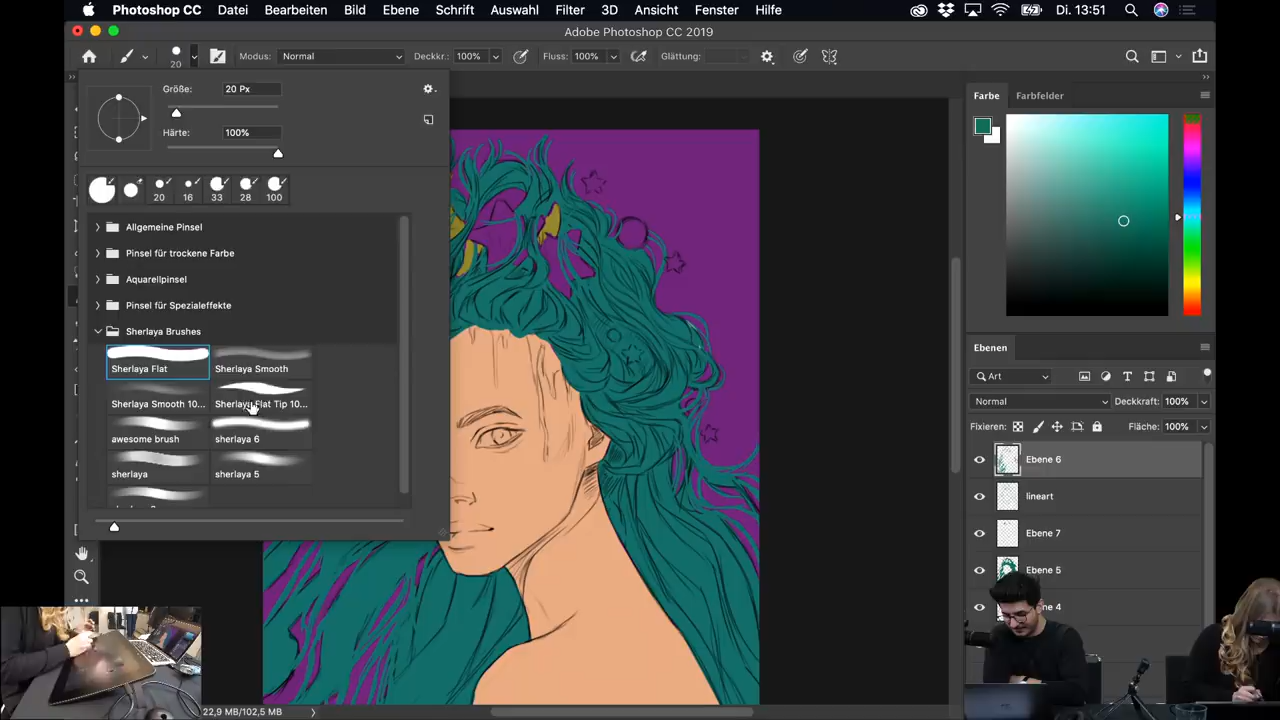 Photoshop CC Datei Bearbeiten Bild Ebene Schrift Auswahl Filter 3D Ansicht Fenster Hilfe Di. 13:51
Adobe Photoshop CC 2019
20 Modus: Normal Deckkr.: 100% Fluss: 100% Glättung:
Größe: 20 Px
Härte: 100%
20 16 33 28 100
Allgemeine Pinsel
Pinsel für trockene Farbe
Aquarellpinsel
Pinsel für Spezialeffekte
Sherlaya Brushes
Sherlaya Flat Sherlaya Smooth
Sherlaya Smooth 10... Sherlaya Flat Tip 10...
awesome brush sherlaya 6
sherlaya sherlaya 5
Farbe Farbfelder
Ebenen
Art
Normal Deckkraft: 100%
Fixieren: Fläche: 100%
Ebene 6
lineart
Ebene 7
Ebene 5
22,9 MB/102,5 MB